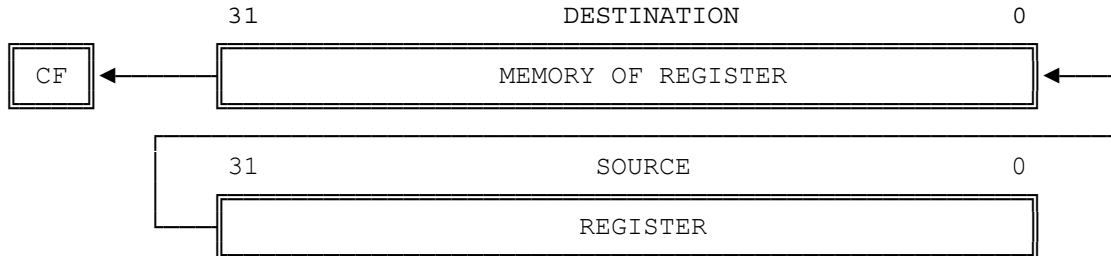 31 DESTINATION 0
CF MEMORY OF REGISTER
31 SOURCE 0
REGISTER